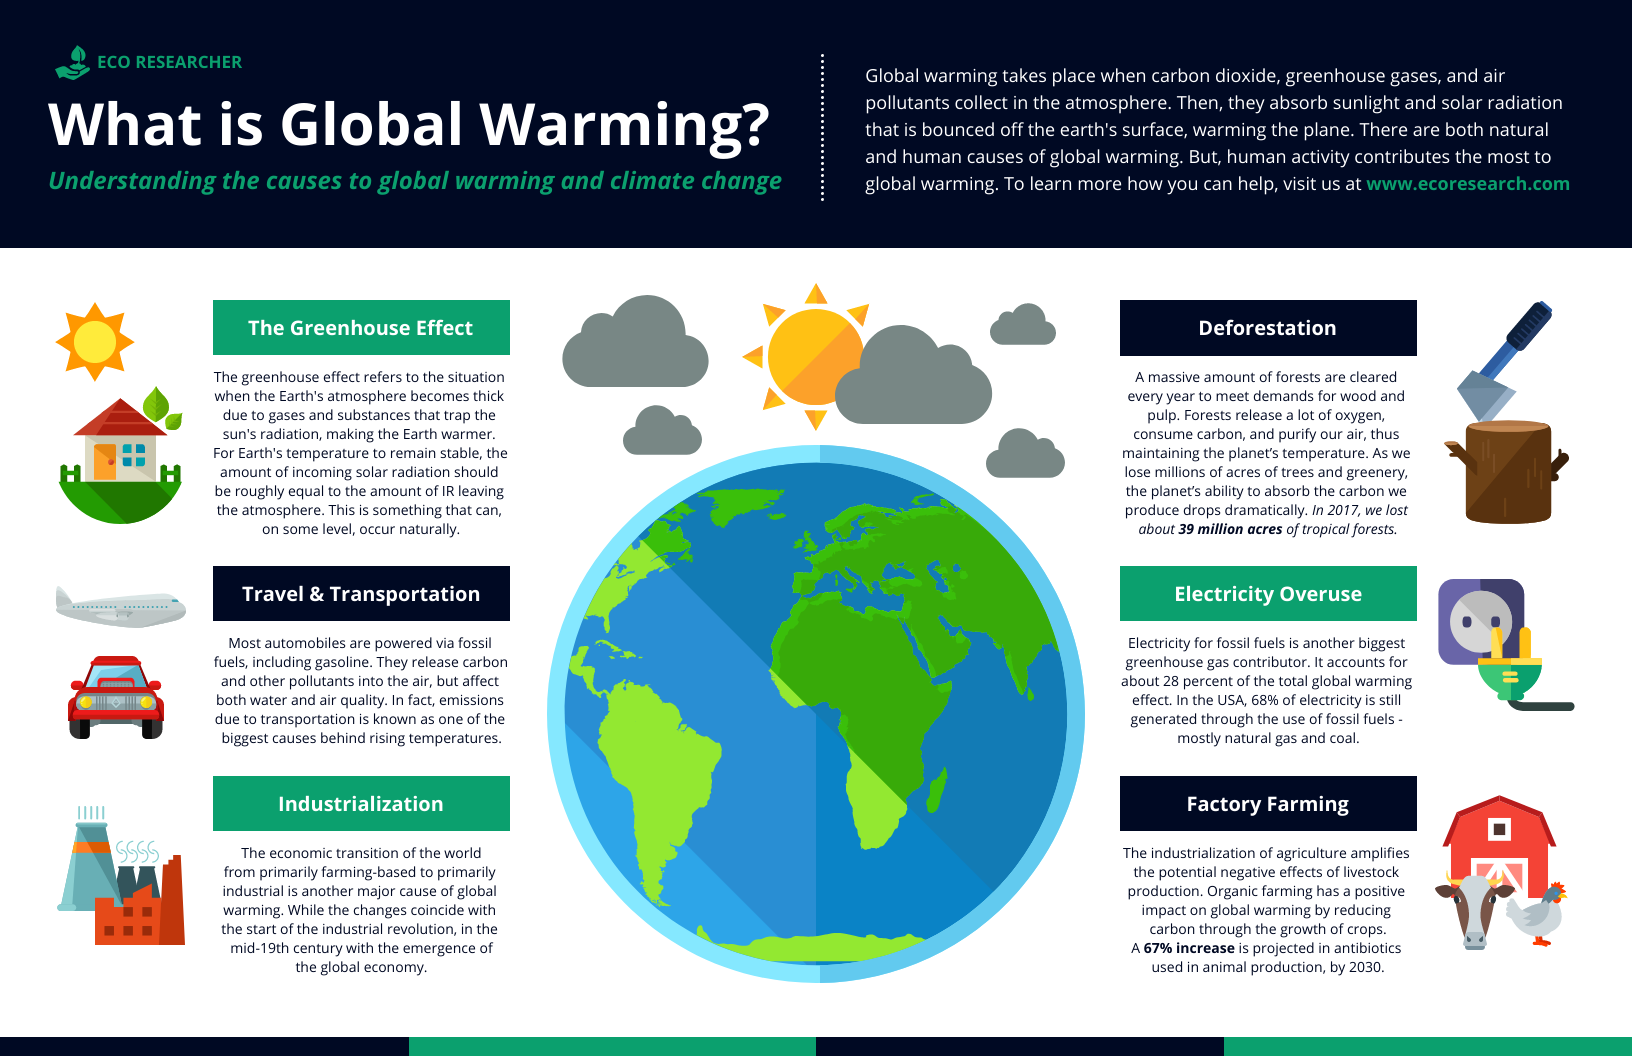 ECO RESEARCHER
What is Global Warming?
Understanding the causes to global warming and climate change
Global warming takes place when carbon dioxide, greenhouse gases, and air
pollutants collect in the atmosphere. Then, they absorb sunlight and solar radiation
that is bounced off the earth's surface, warming the plane. There are both natural
and human causes of global warming. But, human activity contributes the most to
global warming. To learn more how you can help, visit us at www.ecoresearch.com
The Greenhouse Effect
The greenhouse effect refers to the situation
when the Earth's atmosphere becomes thick
due to gases and substances that trap the
sun's radiation, making the Earth warmer.
For Earth's temperature to remain stable, the
amount of incoming solar radiation should
be roughly equal to the amount of IR leaving
the atmosphere. This is something that can,
on some level, occur naturally.
Travel & Transportation
Most automobiles are powered via fossil
fuels, including gasoline. They release carbon
and other pollutants into the air, but affect
both water and air quality. In fact, emissions
due to transportation is known as one of the
biggest causes behind rising temperatures.
Industrialization
The economic transition of the world
from primarily farming-based to primarily
industrial is another major cause of global
warming. While the changes coincide with
the start of the industrial revolution, in the
mid-19th century with the emergence of
the global economy.
Deforestation
A massive amount of forests are cleared
every year to meet demands for wood and
pulp. Forests release a lot of oxygen,
consume carbon, and purify our air, thus
maintaining the planet’s temperature. As we
lose millions of acres of trees and greenery,
the planet’s ability to absorb the carbon we
produce drops dramatically. In 2017, we lost
about 39 million acres of tropical forests.
Electricity Overuse
Electricity for fossil fuels is another biggest
greenhouse gas contributor. It accounts for
about 28 percent of the total global warming
effect. In the USA, 68% of electricity is still
generated through the use of fossil fuels -
mostly natural gas and coal.
Factory Farming
The industrialization of agriculture amplifies
the potential negative effects of livestock
production. Organic farming has a positive
impact on global warming by reducing
carbon through the growth of crops.
A 67% increase is projected in antibiotics
used in animal production, by 2030.